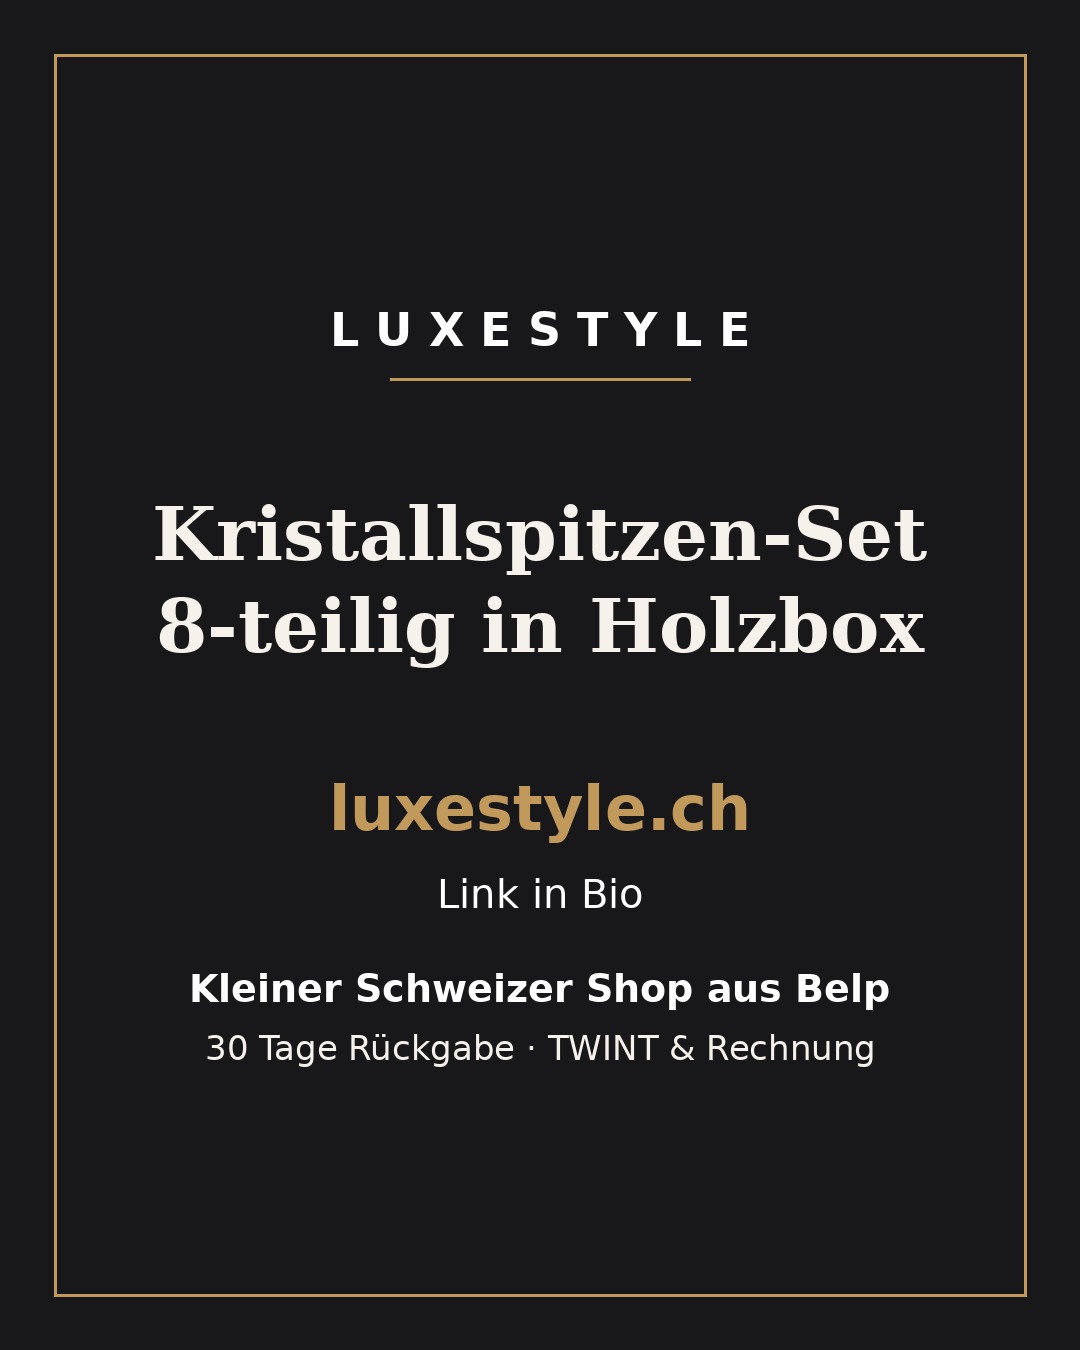 LUXESTYLE
Kristallspitzen-Set
8-teilig in Holzbox
luxestyle.ch
Link in Bio
Kleiner Schweizer Shop aus Belp
30 Tage Rückgabe · TWINT & Rechnung